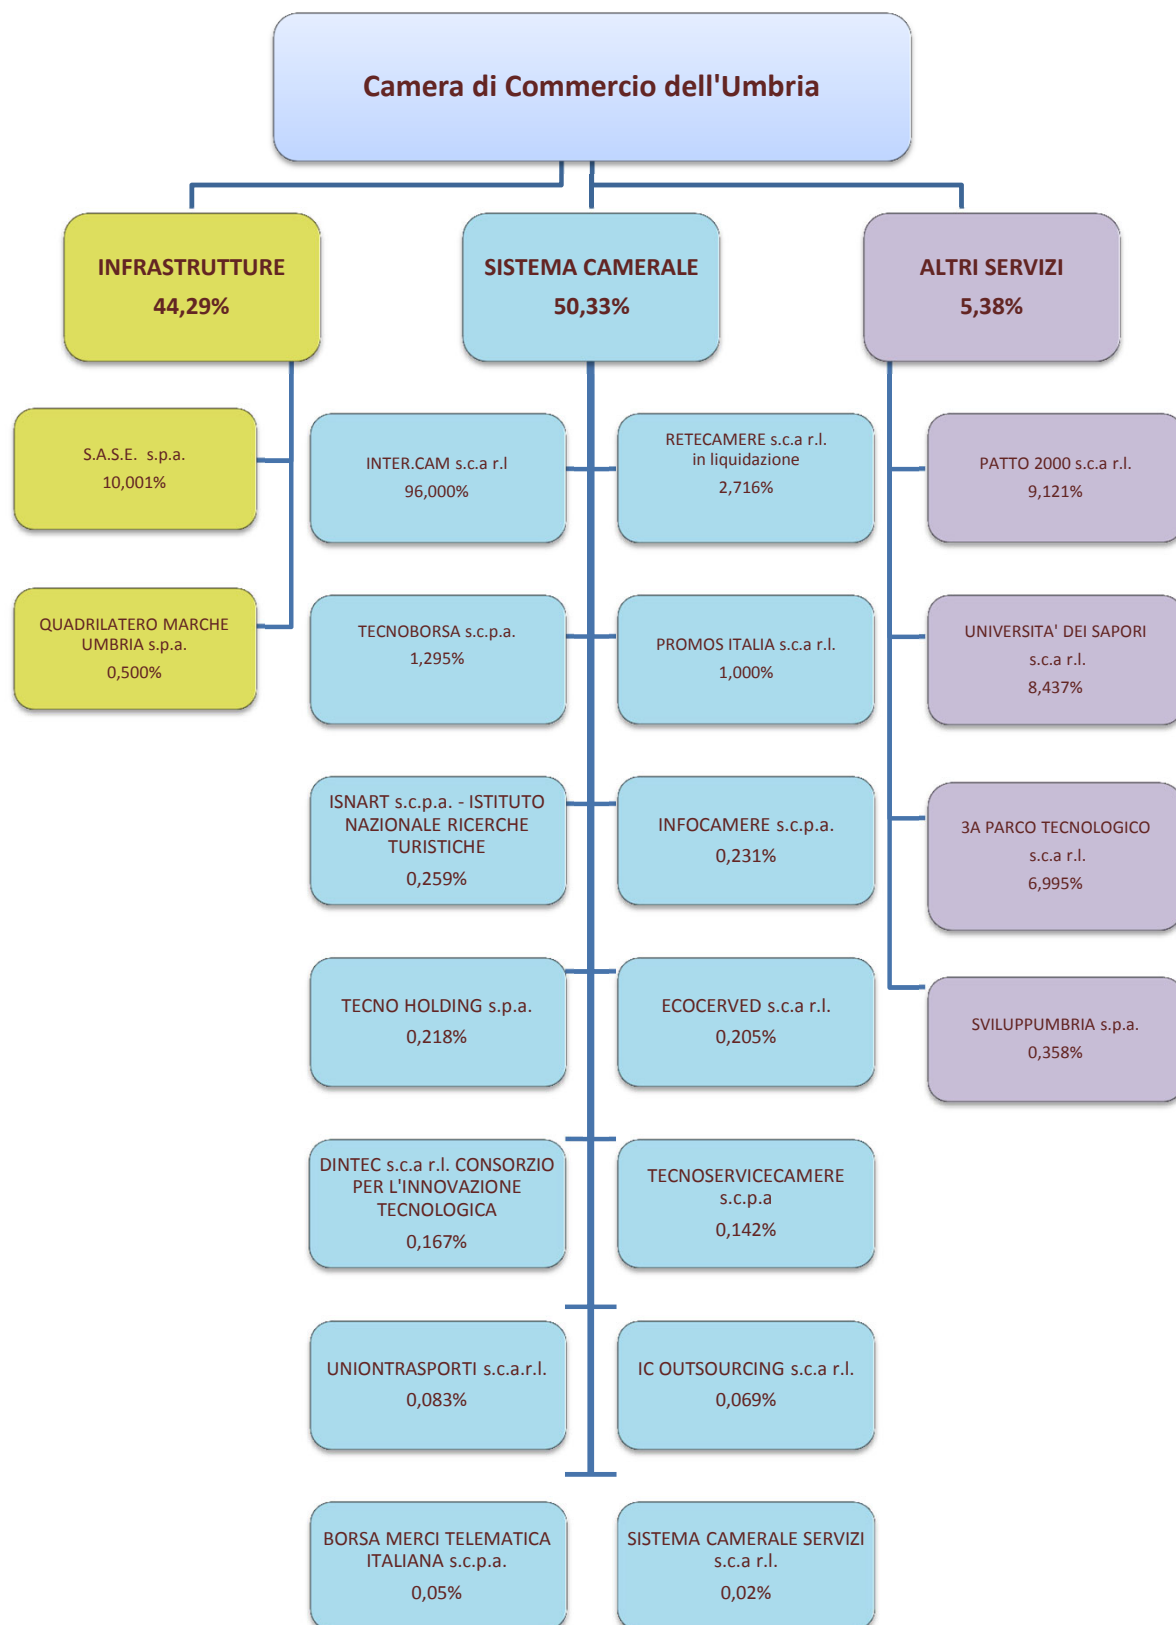 Camera di Commercio dell'Umbria
INFRASTRUTTURE
44,29%
SISTEMA CAMERALE
50,33%
ALTRI SERVIZI
5,38%
S.A.S.E. s.p.a.
10,001%
QUADRILATERO MARCHE
UMBRIA s.p.a.
0,500%
INTER.CAM s.c.a r.l
96,000%
RETECAMERE s.c.a r.l.
in liquidazione
2,716%
TECNOBORSA s.c.p.a.
1,295%
PROMOS ITALIA s.c.a r.l.
1,000%
ISNART s.c.p.a. - ISTITUTO
NAZIONALE RICERCHE
TURISTICHE
0,259%
INFOCAMERE s.c.p.a.
0,231%
TECNO HOLDING s.p.a.
0,218%
ECOCERVED s.c.a r.l.
0,205%
DINTEC s.c.a r.l. CONSORZIO
PER L'INNOVAZIONE
TECNOLOGICA
0,167%
TECNOSERVICECAMERE
s.c.p.a
0,142%
UNIONTRASPORTI s.c.a.r.l.
0,083%
IC OUTSOURCING s.c.a r.l.
0,069%
BORSA MERCI TELEMATICA
ITALIANA s.c.p.a.
0,05%
SISTEMA CAMERALE SERVIZI
s.c.a r.l.
0,02%
PATTO 2000 s.c.a r.l.
9,121%
UNIVERSITA' DEI SAPORI
s.c.a r.l.
8,437%
3A PARCO TECNOLOGICO
s.c.a r.l.
6,995%
SVILUPPUMBRIA s.p.a.
0,358%